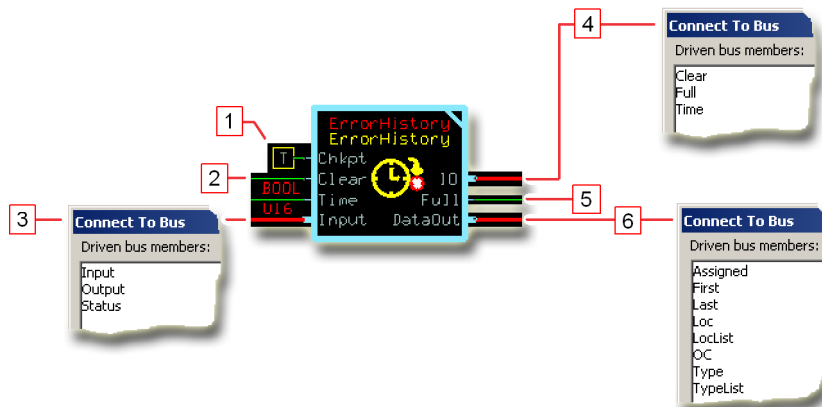 4
Connect To Bus
Driven bus members:
Clear
Full
Time
1
ErrorHistory
ErrorHistory
T
Chkpt
2
Clear
IO
BOOL
Time
Full
5
U16
Input
DataOut
3
6
Connect To Bus
Driven bus members:
Input
Output
Status
Connect To Bus
Driven bus members:
Assigned
First
Last
Loc
LocList
OC
Type
TypeList